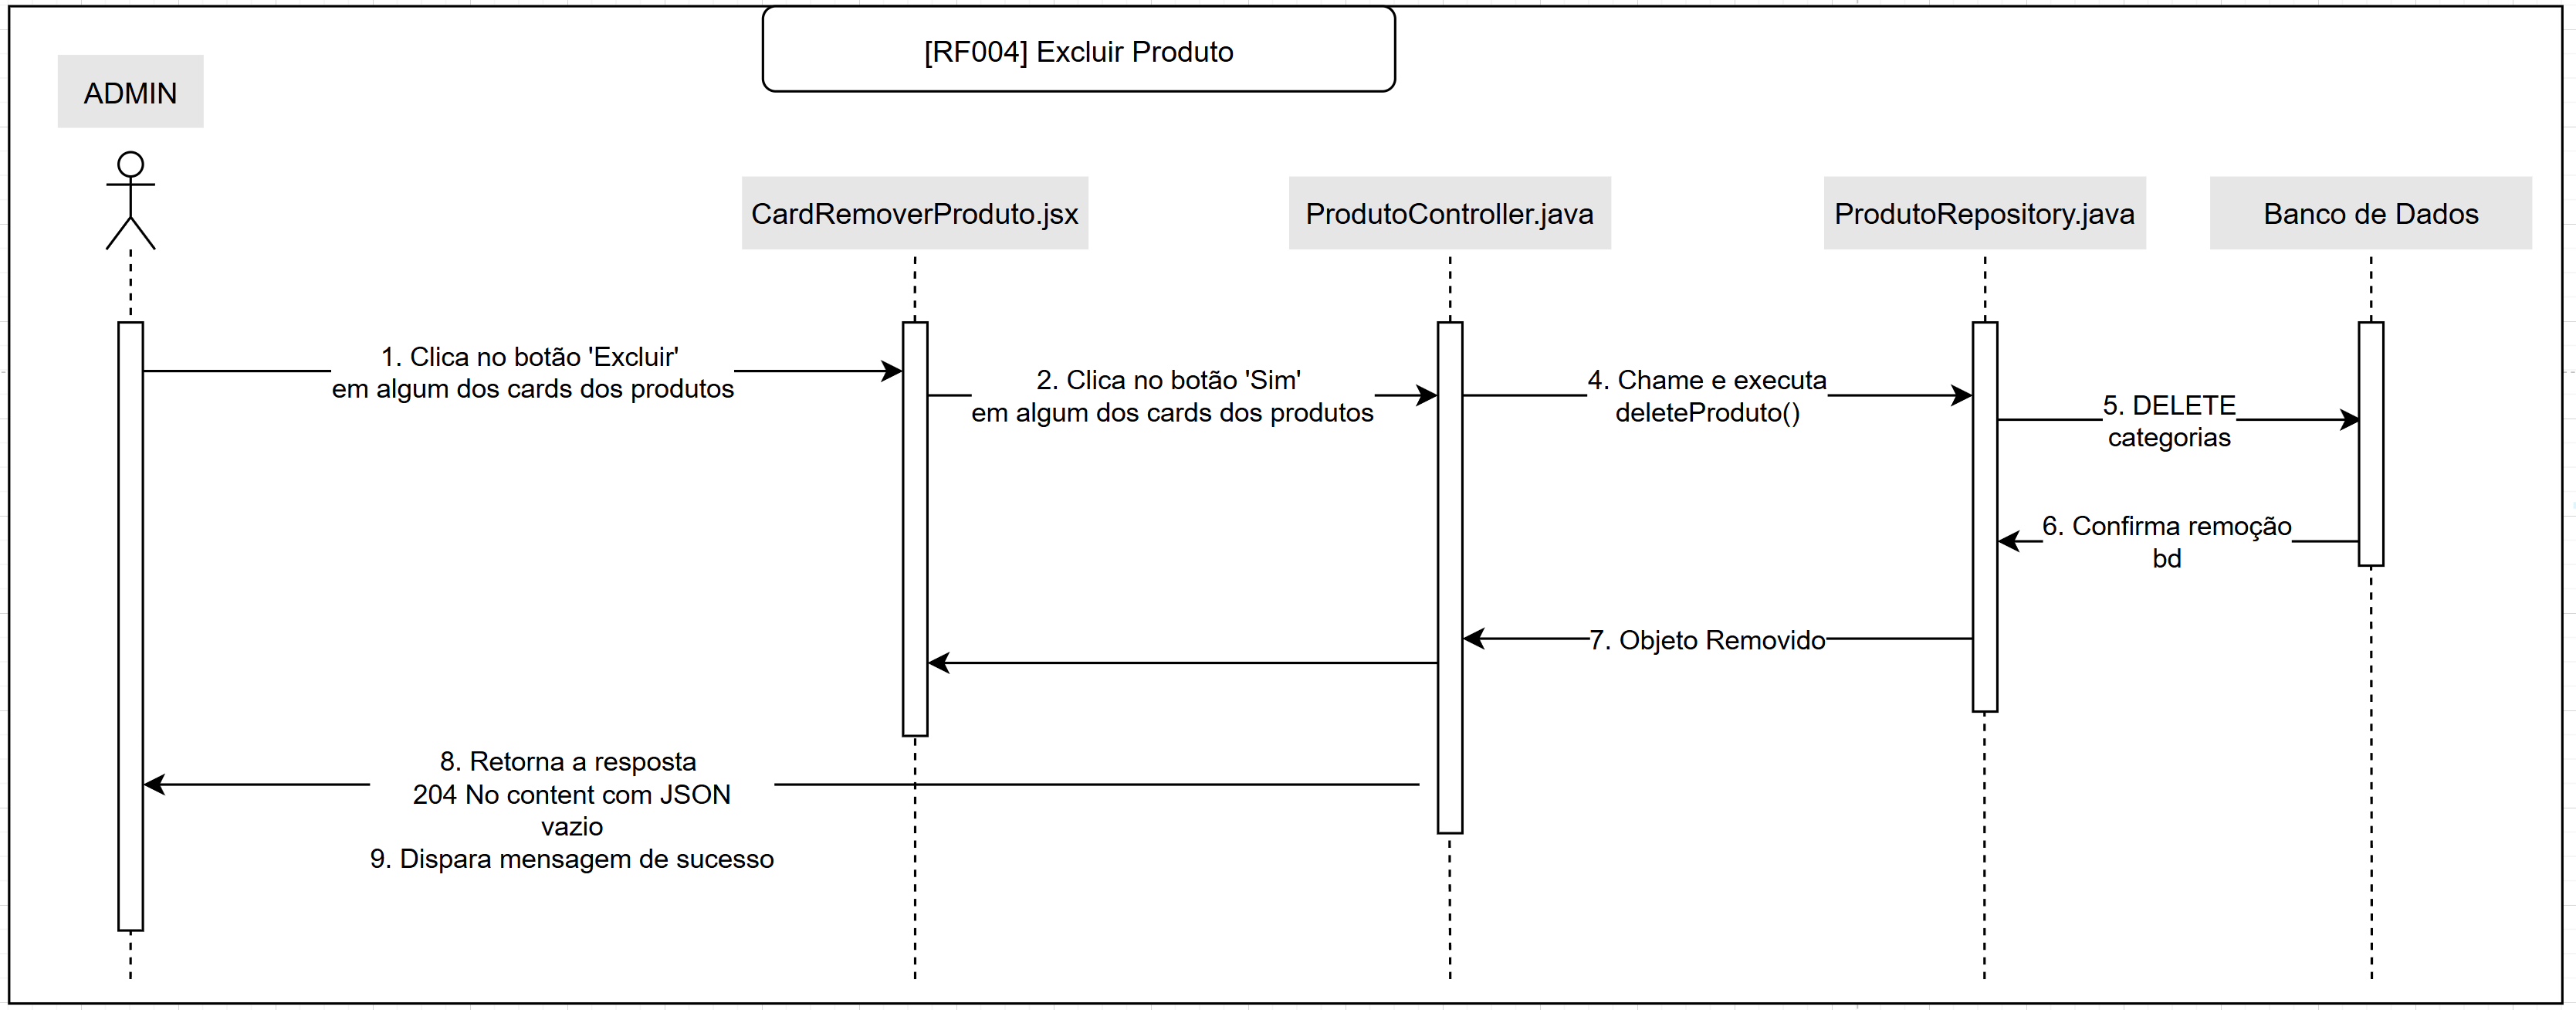 [RF004] Excluir Produto
ADMIN
CardRemoverProduto.jsx
ProdutoController.java
ProdutoRepository.java
Banco de Dados
1. Clica no botão 'Excluir'
em algum dos cards dos produtos
2. Clica no botão 'Sim'
em algum dos cards dos produtos
4. Chame e executa
deleteProduto()
5. DELETE
categorias
6. Confirma remoção
bd
7. Objeto Removido
8. Retorna a resposta
204 No content com JSON
vazio
9. Dispara mensagem de sucesso